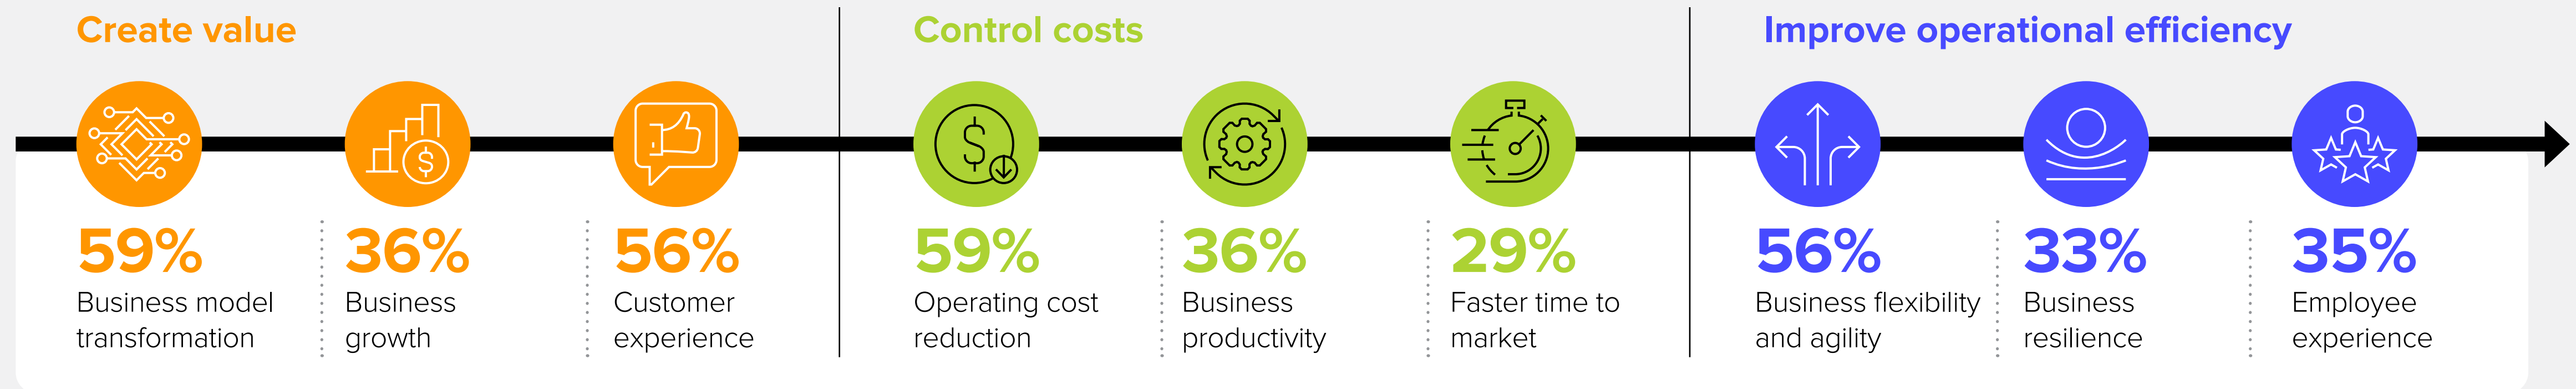 Create value
59%
Business model
transformation
36%
Business
growth
56%
Customer
experience
Control costs
$
59%
Operating cost
reduction
36%
Business
productivity
29%
Faster time to
market
Improve operational efficiency
56%
Business flexibility
and agility
33%
Business
resilience
35%
Employee
experience